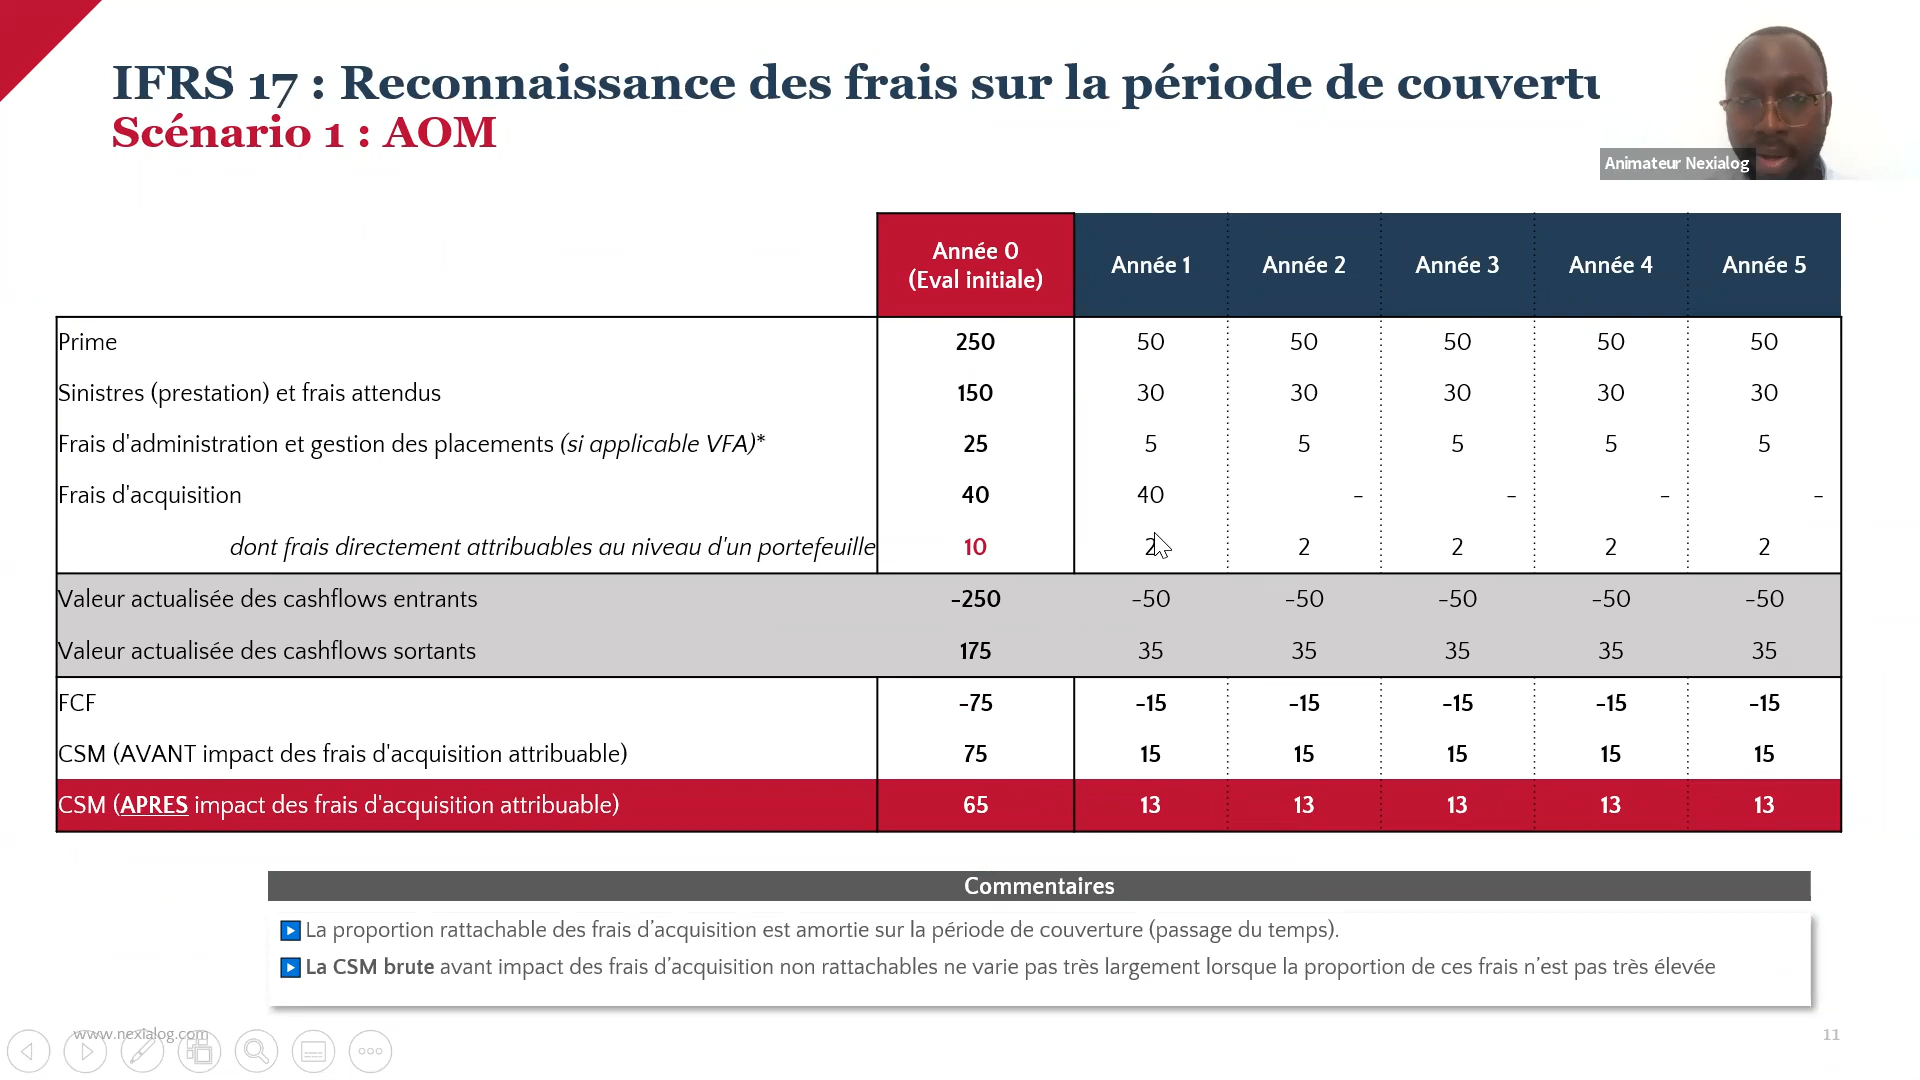 IFRS 17 : Reconnaissance des frais sur la période de
Scénario 1 : AOM
Animateur Nexialog
Année 0 (Eval initiale) Année 1 Année 2 Année 3 Année 4 Année 5
Prime 250 50 50 50 50 50
Sinistres (prestation) et frais attendus 150 30 30 30 30 30
Frais d'administration et gestion des placements (si applicable VFA)* 25 5 5 5 5 5
Frais d'acquisition 40 40 - - - -
dont frais directement attribuables au niveau d'un portefeuille 10 2 2 2 2 2
Valeur actualisée des cashflows entrants -250 -50 -50 -50 -50 -50
Valeur actualisée des cashflows sortants 175 35 35 35 35 35
FCF -75 -15 -15 -15 -15 -15
CSM (AVANT impact des frais d'acquisition attribuable) 75 15 15 15 15 15
CSM (APRES impact des frais d'acquisition attribuable) 65 13 13 13 13 13
Commentaires
La proportion rattachable des frais d’acquisition est amortie sur la période de couverture (passage du temps).
La CSM brute avant impact des frais d’acquisition non rattachables ne varie pas très largement lorsque la proportion de ces frais n’est pas très élevée
www.nexialog.com
11